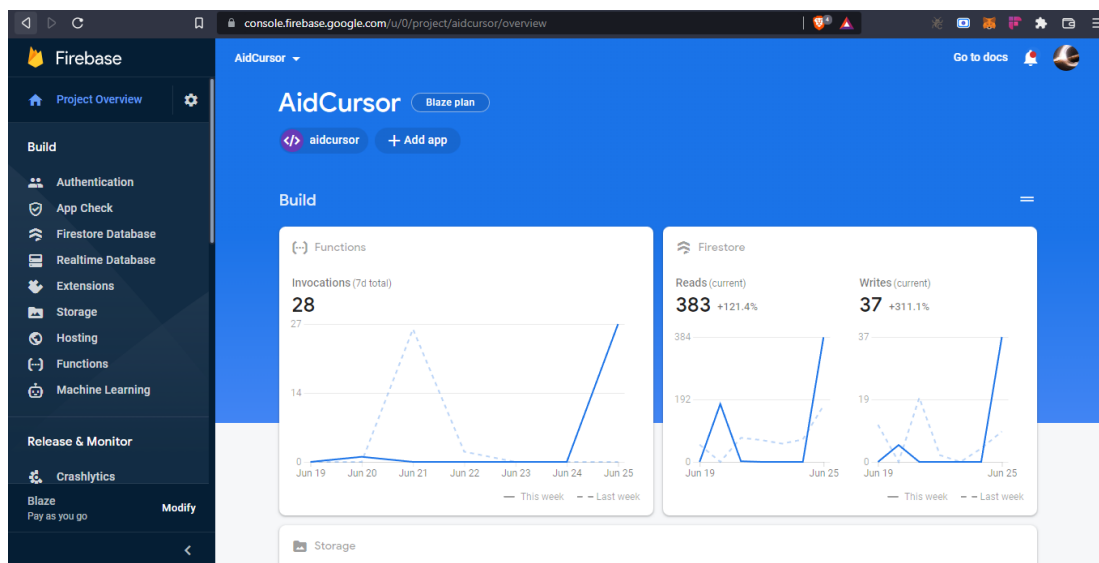 console.firebase.google.com/u/0/project/aidcursor/overview
Firebase
Project Overview
Build
Authentication
App Check
Firestore Database
Realtime Database
Extensions
Storage
Hosting
Functions
Machine Learning
Release & Monitor
Crashlytics
Blaze
Pay as you go
Modify
AidCursor
Go to docs
AidCursor Blaze plan
aidcursor + Add app
Build
Functions
Invocations (7d total)
28
27
14
0
Jun 19 Jun 20 Jun 21 Jun 22 Jun 23 Jun 24 Jun 25
This week Last week
Firestore
Reads (current)
383 +121.4%
384
192
0
Jun 19 Jun 25
Writes (current)
37 +311.1%
37
19
0
Jun 19 Jun 25
This week Last week
Storage